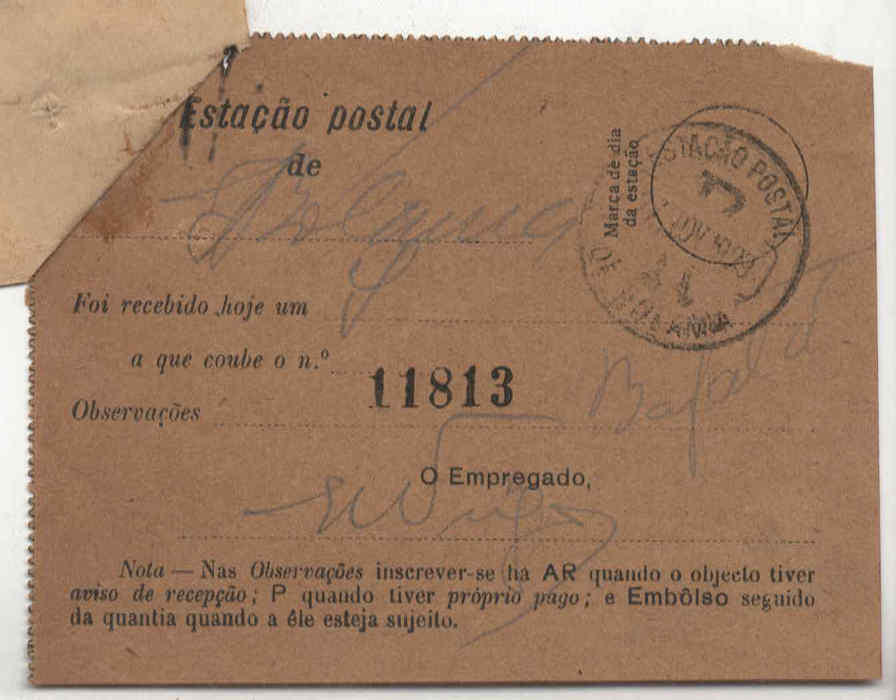 Estação postal
de
Marca de dia
da estação
ESTAÇÃO POSTAL
Foi recebido hoje um
a que coube o n.º
11813
Observações
O Empregado,
Nota — Nas Observações inscrever-se há AR quando o objecto tiver
aviso de recepção; P quando tiver próprio pago; e Embôlso seguido
da quantia quando a êle esteja sujeito.